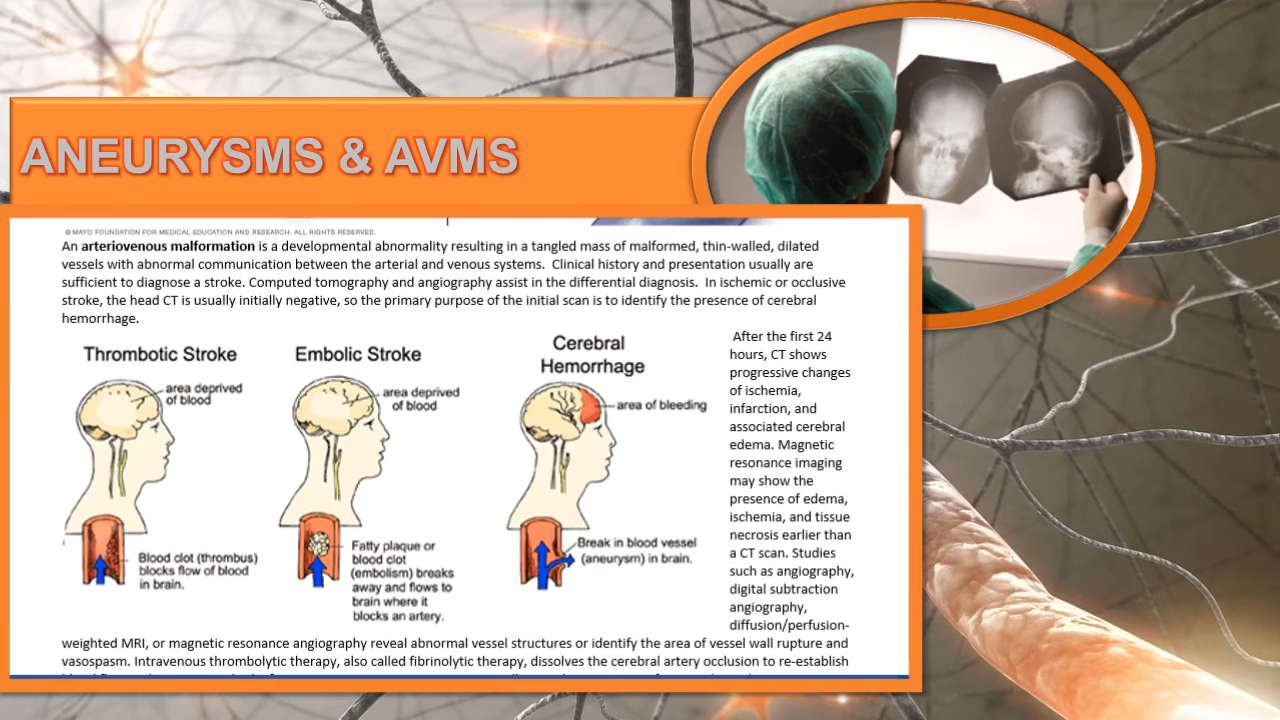 ANEURYSMS & AVMS
© MAYO FOUNDATION FOR MEDICAL EDUCATION AND RESEARCH. ALL RIGHTS RESERVED.
An arteriovenous malformation is a developmental abnormality resulting in a tangled mass of malformed, thin-walled, dilated
vessels with abnormal communication between the arterial and venous systems.  Clinical history and presentation usually are
sufficient to diagnose a stroke. Computed tomography and angiography assist in the differential diagnosis.  In ischemic or occlusive
stroke, the head CT is usually initially negative, so the primary purpose of the initial scan is to identify the presence of cerebral
hemorrhage.
Thrombotic Stroke
area deprived
of blood
Blood clot (thrombus)
blocks flow of blood
in brain.
Embolic Stroke
area deprived
of blood
Fatty plaque or
blood clot
(embolism) breaks
away and flows to
brain where it
blocks an artery.
Cerebral
Hemorrhage
area of bleeding
Break in blood vessel
(aneurysm) in brain.
After the first 24
hours, CT shows
progressive changes
of ischemia,
infarction, and
associated cerebral
edema. Magnetic
resonance imaging
may show the
presence of edema,
ischemia, and tissue
necrosis earlier than
a CT scan. Studies
such as angiography,
digital subtraction
angiography,
diffusion/perfusion-
weighted MRI, or magnetic resonance angiography reveal abnormal vessel structures or identify the area of vessel wall rupture and
vasospasm. Intravenous thrombolytic therapy, also called fibrinolytic therapy, dissolves the cerebral artery occlusion to re-establish